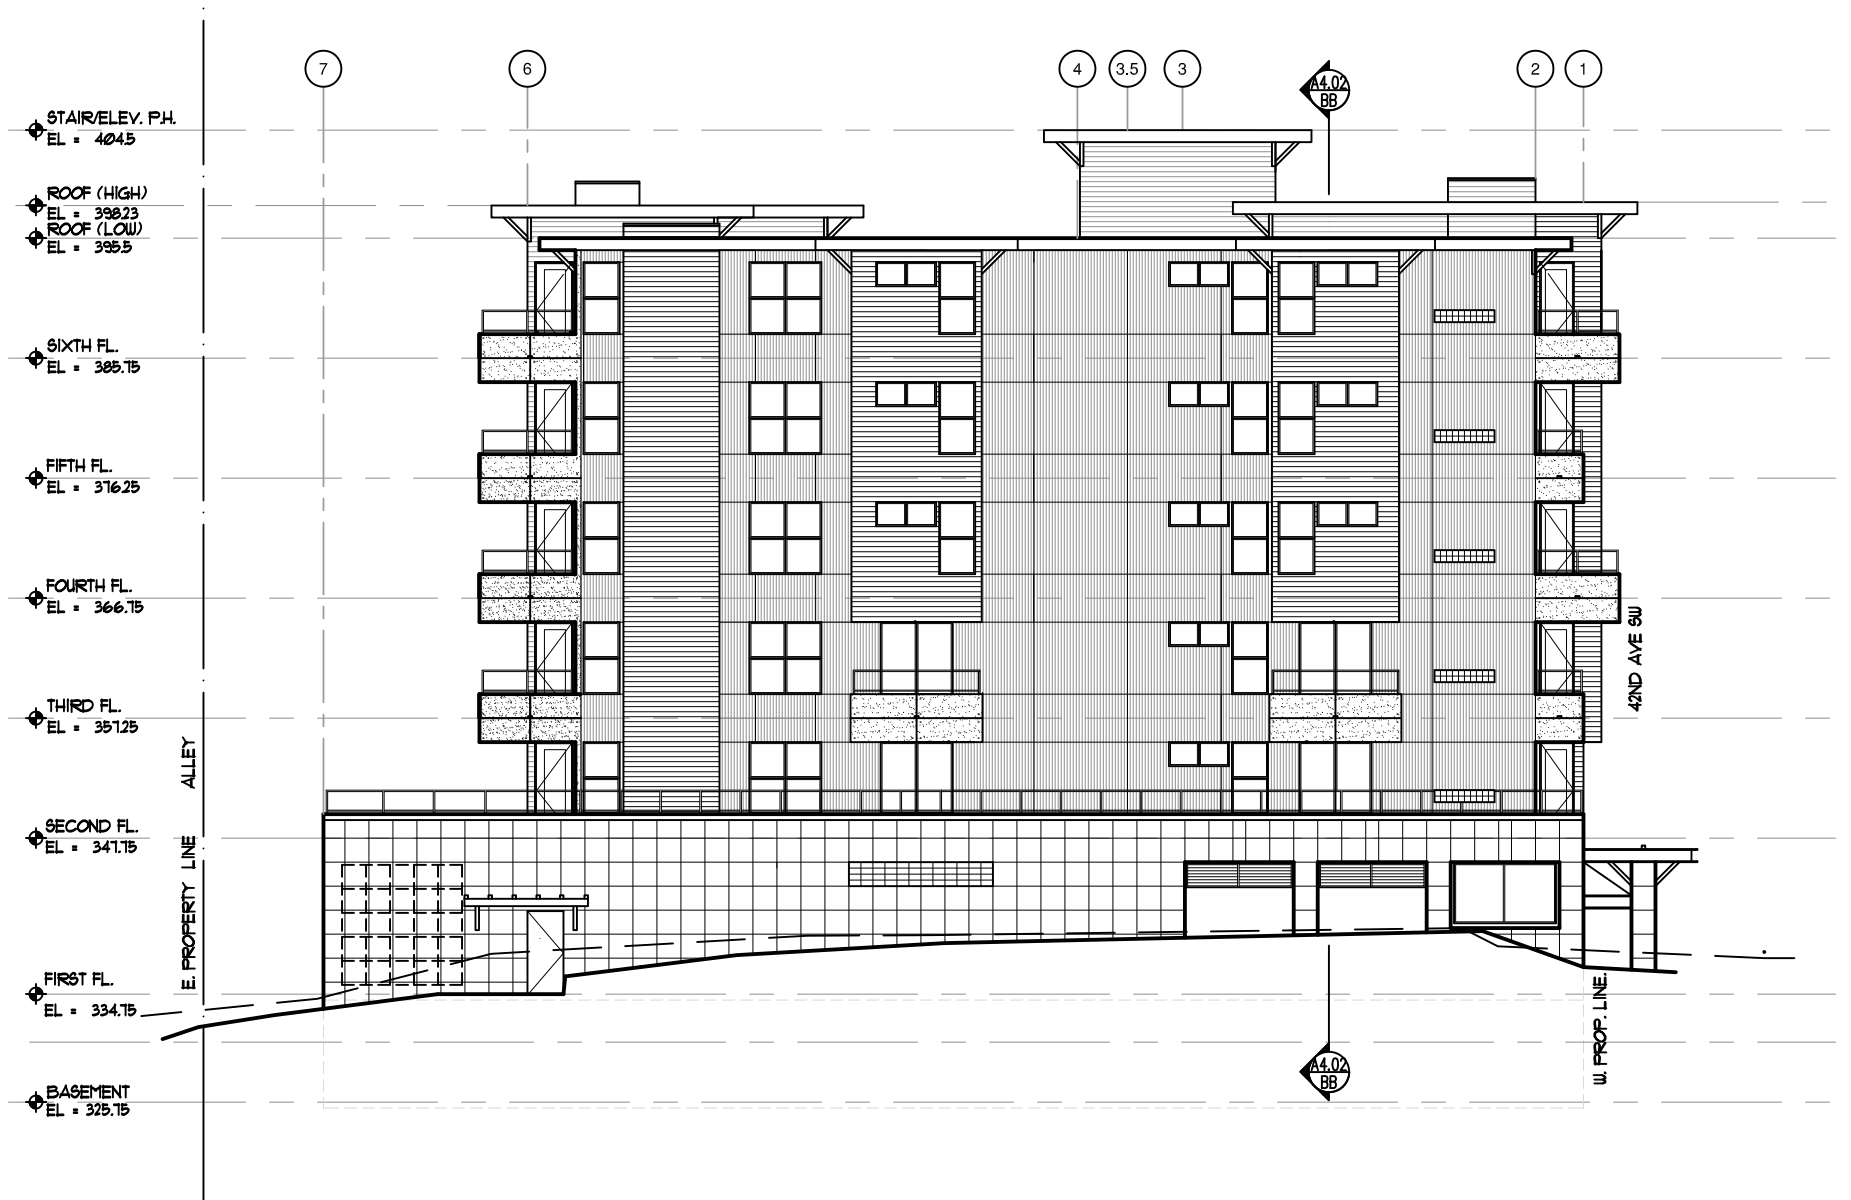 7 6 4 3.5 3 2 1
A4.02
BB
STAIR/ELEV. P.H.
EL = 404.5
ROOF (HIGH)
EL = 398.23
ROOF (LOW)
EL = 395.5
SIXTH FL.
EL = 385.75
FIFTH FL.
EL = 376.25
FOURTH FL.
EL = 366.75
THIRD FL.
EL = 357.25
SECOND FL.
EL = 347.75
FIRST FL.
EL = 334.75
BASEMENT
EL = 325.75
E. PROPERTY LINE ALLEY
42ND AVE SW
W. PROP. LINE.
A4.02
BB